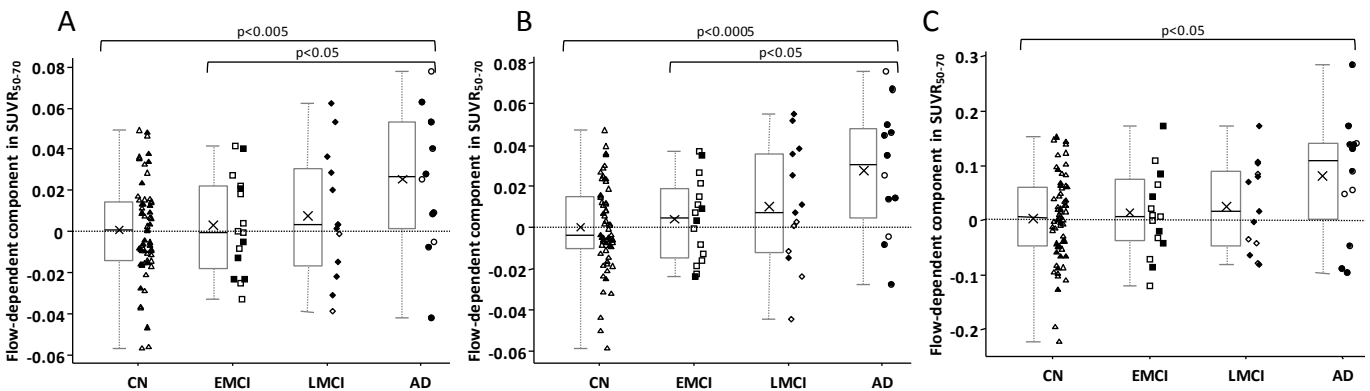 A
p<0.005
p<0.05
Flow-dependent component in SUVR50-70
0.08
0.06
0.04
0.02
0
-0.02
-0.04
-0.06
CN EMCI LMCI AD
B
p<0.0005
p<0.05
Flow-dependent component in SUVR50-70
0.08
0.06
0.04
0.02
0
-0.02
-0.04
-0.06
CN EMCI LMCI AD
C
p<0.05
Flow-dependent component in SUVR50-70
0.3
0.2
0.1
0
-0.1
-0.2
CN EMCI LMCI AD